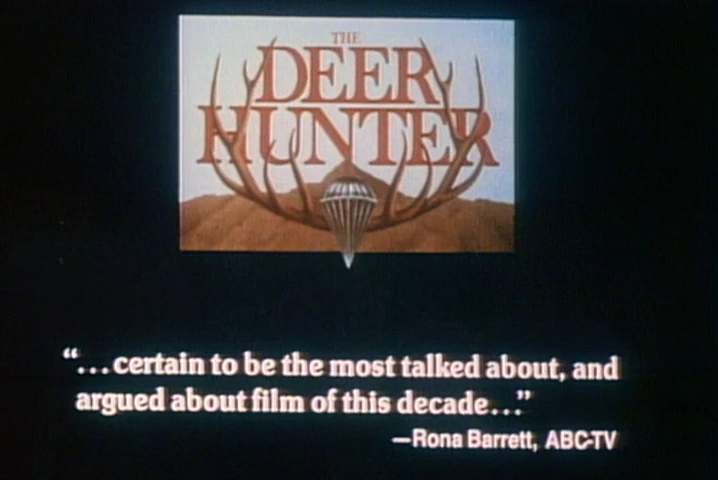 THE
DEER
HUNTER
“...certain to be the most talked about, and
argued about film of this decade...”
—Rona Barrett, ABC-TV